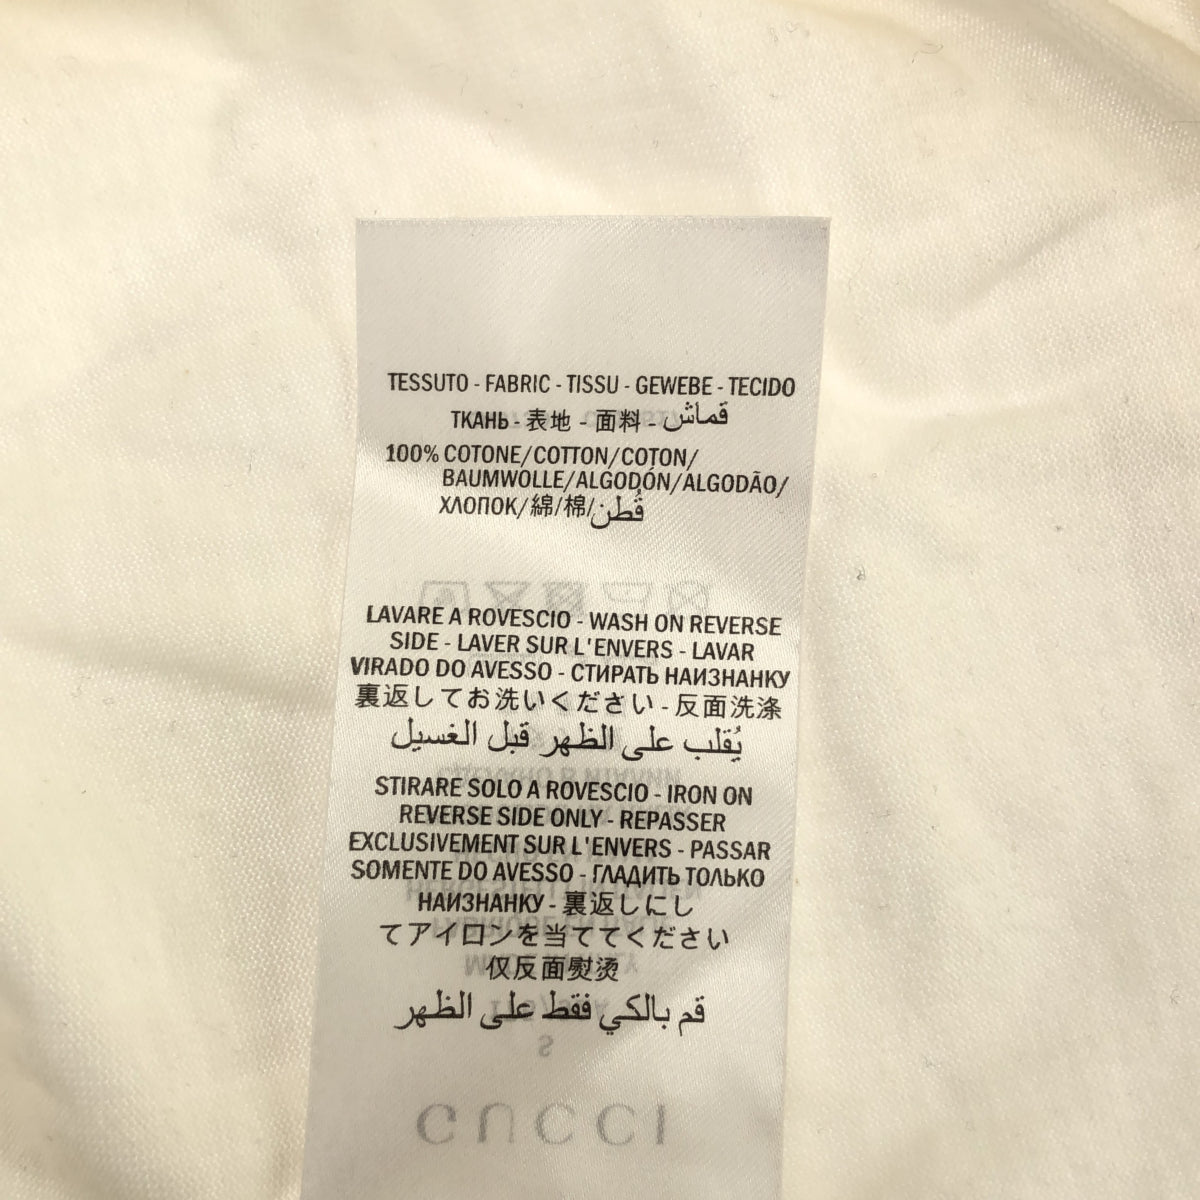 TESSUTO - FABRIC - TISSU - GEWEBE - TECIDO
ТКАНЬ - 表地 - 面料 - قماش
100% COTONE/COTTON/COTON/
BAUMWOLLE/ALGODÓN/ALGODÃO/
ХЛОПОК/綿/棉/قُطن
LAVARE A ROVESCIO - WASH ON REVERSE
SIDE - LAVER SUR L'ENVERS - LAVAR
VIRADO DO AVESSO - СТИРАТЬ НАИЗНАНКУ
裏返してお洗いください - 反面洗涤
يُقلب على الظهر قبل الغسيل
STIRARE SOLO A ROVESCIO - IRON ON
REVERSE SIDE ONLY - REPASSER
EXCLUSIVEMENT SUR L'ENVERS - PASSAR
SOMENTE DO AVESSO - ГЛАДИТЬ ТОЛЬКО
НАИЗНАНКУ - 裏返しにし
てアイロンを当ててください
仅反面熨烫
قم بالكي فقط على الظهر
S
GUCCI